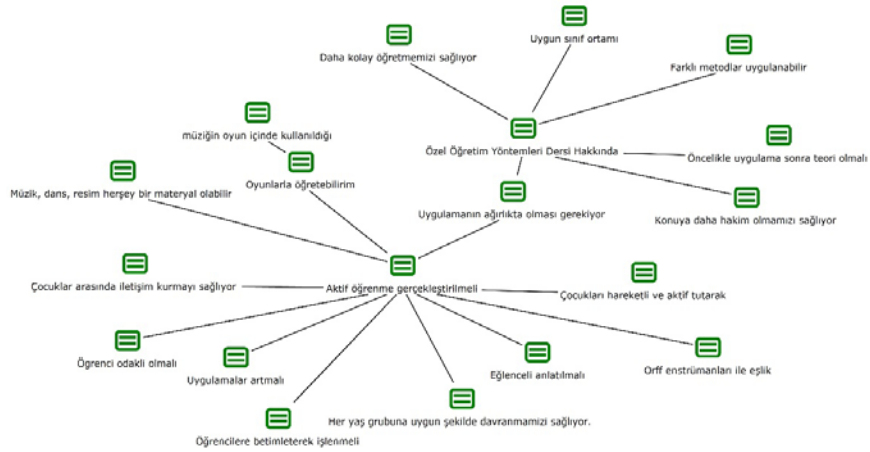 Uygun sınıf ortamı
Daha kolay öğretmemizi sağlıyor
Farklı metodlar uygulanabilir
müziğin oyun içinde kullanıldığı
Özel Öğretim Yöntemleri Dersi Hakkında
Öncelikle uygulama sonra teori olmalı
Oyunlarla öğretebilirim
Müzik, dans, resim herşey bir materyal olabilir
Uygulamanın ağırlıkta olması gerekiyor
Konuya daha hakim olmamızı sağlıyor
Çocuklar arasında iletişim kurmayı sağlıyor
Aktif öğrenme gerçekleştirilmeli
Çocukları hareketli ve aktif tutarak
Ögrenci odakli olmalı
Uygulamalar artmalı
Eğlenceli anlatılmalı
Orff enstrümanları ile eşlik
Her yaş grubuna uygun şekilde davranmamizi sağlıyor.
Öğrencilere betimleterek işlenmeli